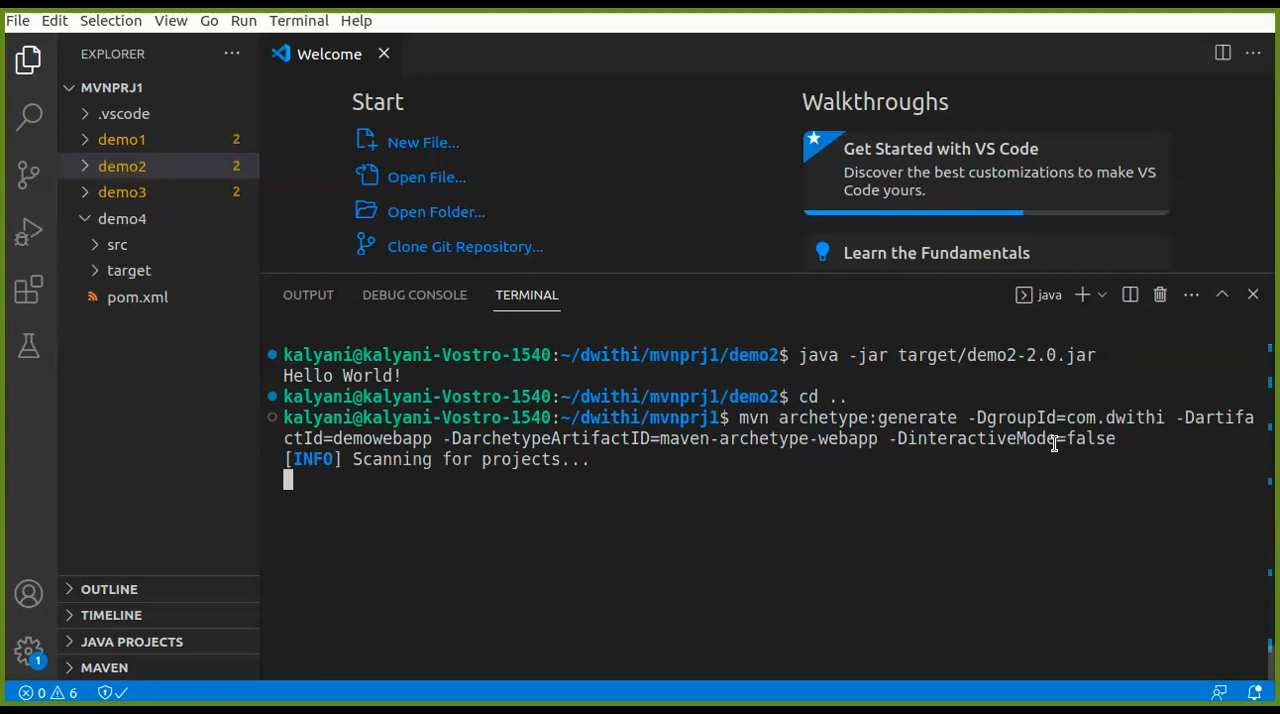 File Edit Selection View Go Run Terminal Help
EXPLORER
MVNPRJ1
.vscode
demo1 2
demo2 2
demo3 2
demo4
src
target
pom.xml
OUTLINE
TIMELINE
JAVA PROJECTS
MAVEN
Welcome
Start
New File...
Open File...
Open Folder...
Clone Git Repository...
Walkthroughs
Get Started with VS Code
Discover the best customizations to make VS
Code yours.
Learn the Fundamentals
OUTPUT DEBUG CONSOLE TERMINAL
java
kalyani@kalyani-Vostro-1540:~/dwithi/mvnprj1/demo2$ java -jar target/demo2-2.0.jar
Hello World!
kalyani@kalyani-Vostro-1540:~/dwithi/mvnprj1/demo2$ cd ..
kalyani@kalyani-Vostro-1540:~/dwithi/mvnprj1$ mvn archetype:generate -DgroupId=com.dwithi -Dartifa
ctId=demowebapp -DarchetypeArtifactID=maven-archetype-webapp -DinteractiveMode=false
[INFO] Scanning for projects...
1
0 6